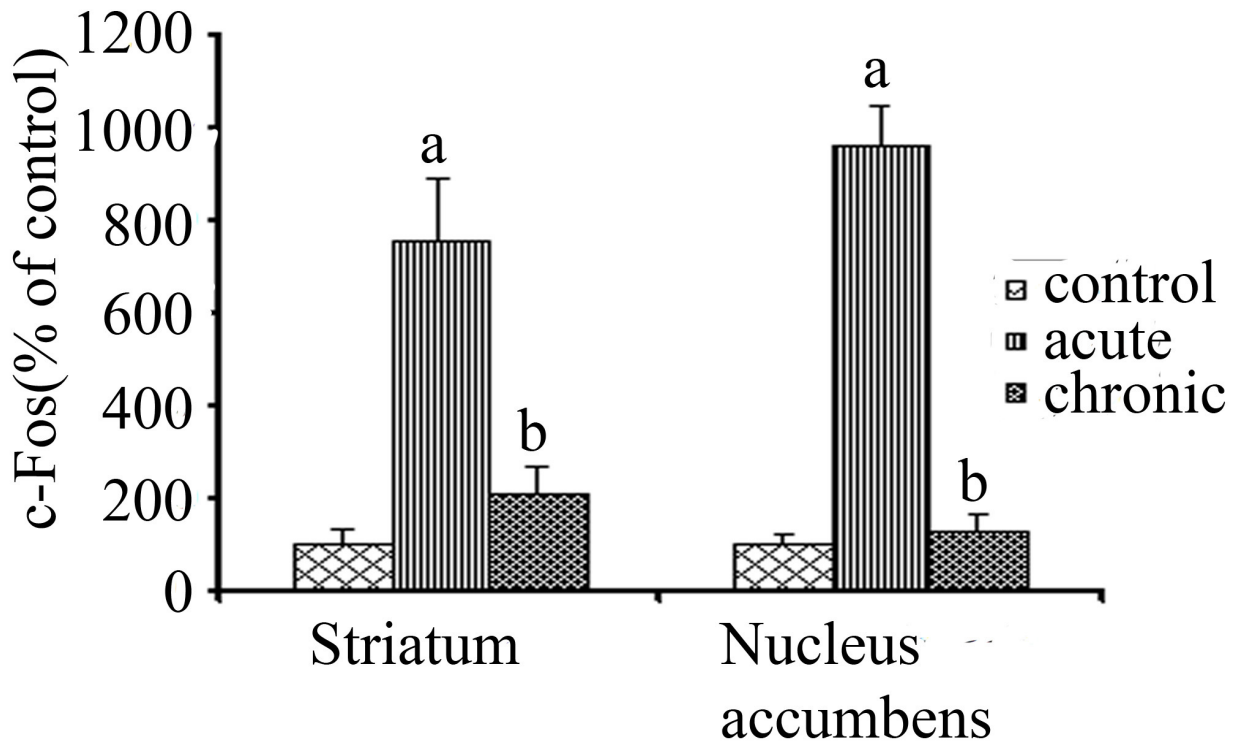 c-Fos(% of control)
1200
1000
800
600
400
200
0
a
b
a
b
control
acute
chronic
Striatum
Nucleus
accumbens